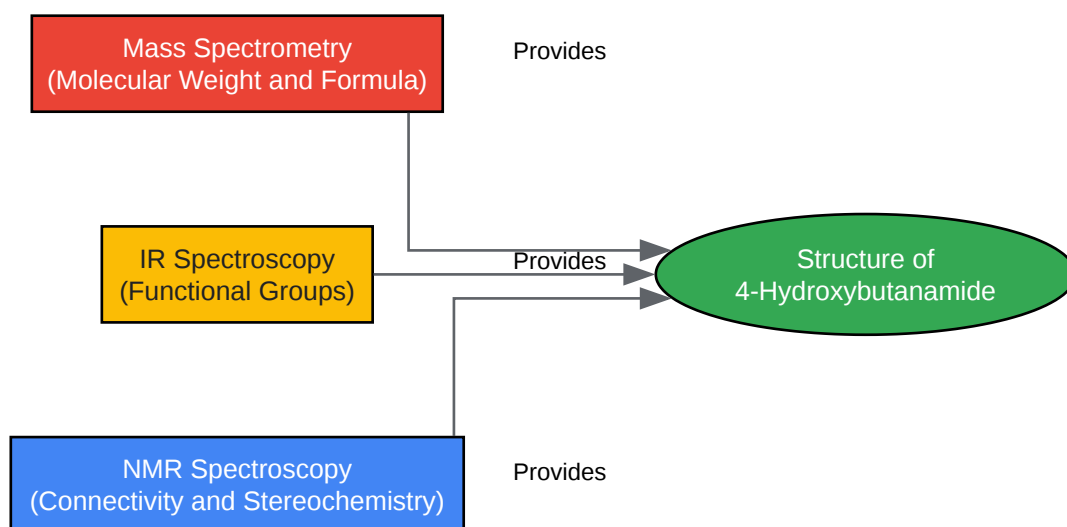 Mass Spectrometry
(Molecular Weight and Formula)
Provides
IR Spectroscopy
(Functional Groups)
Provides
Structure of
4-Hydroxybutanamide
NMR Spectroscopy
(Connectivity and Stereochemistry)
Provides